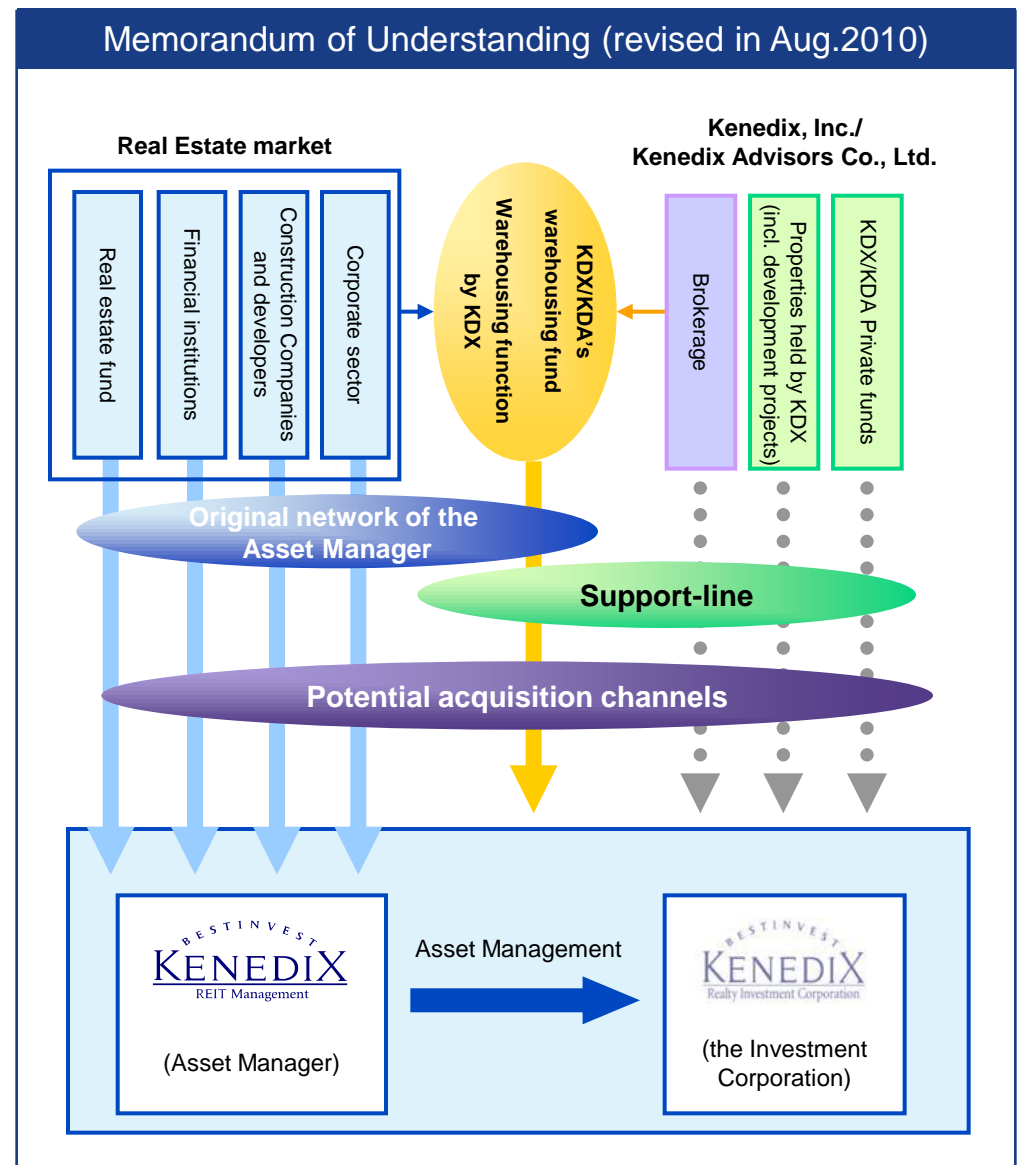 Memorandum of Understanding (revised in Aug.2010)
Real Estate market
Kenedix, Inc./
Kenedix Advisors Co., Ltd.
Real estate fund
Financial institutions
Construction Companies
and developers
Corporate sector
KDX/KDA's
warehousing fund
Warehousing function
by KDX
Brokerage
Properties held by KDX
(incl. development projects)
KDX/KDA Private funds
Original network of the
Asset Manager
Support-line
Potential acquisition channels
BESTINVEST
KENEDIX
REIT Management
(Asset Manager)
Asset Management
BESTINVEST
KENEDIX
Realty Investment Corporation
(the Investment
Corporation)